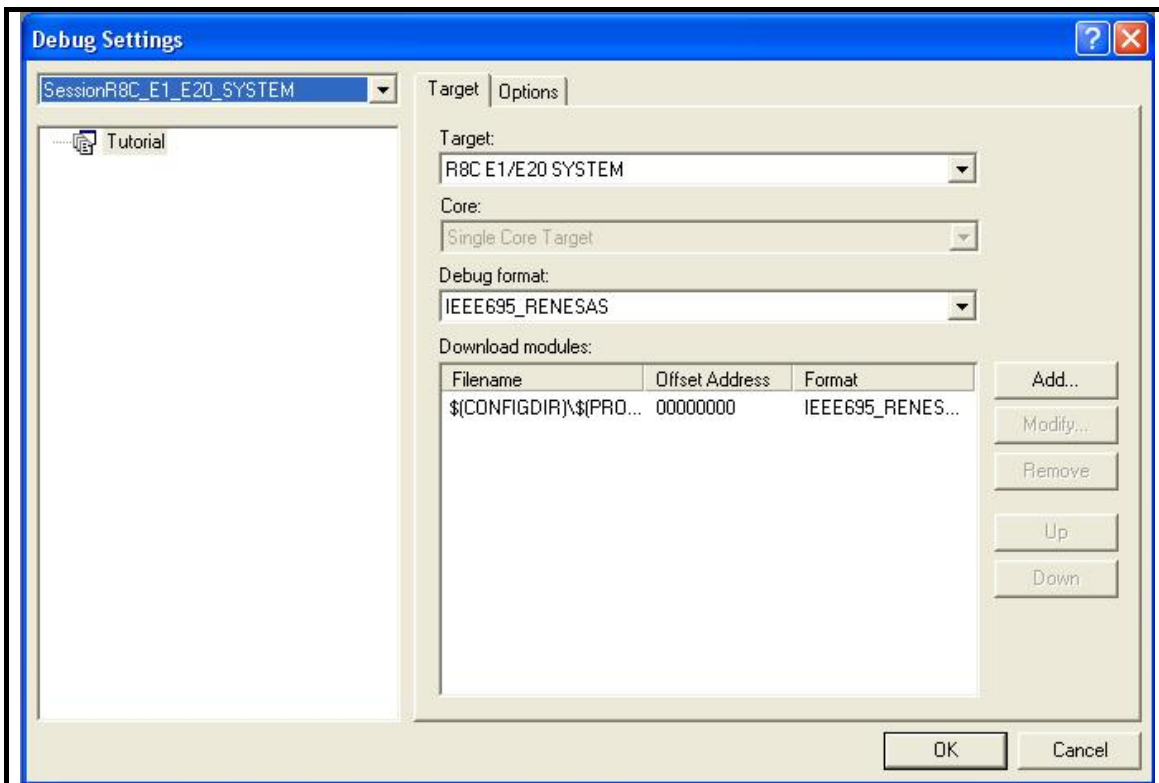 Debug Settings
SessionR8C_E1_E20_SYSTEM
Tutorial
Target Options
Target:
R8C E1/E20 SYSTEM
Core:
Single Core Target
Debug format:
IEEE695_RENESAS
Download modules:
Filename Offset Address Format
$(CONFIGDIR)\$(PRO... 00000000 IEEE695_RENES...
Add...
Modify...
Remove
Up
Down
OK Cancel